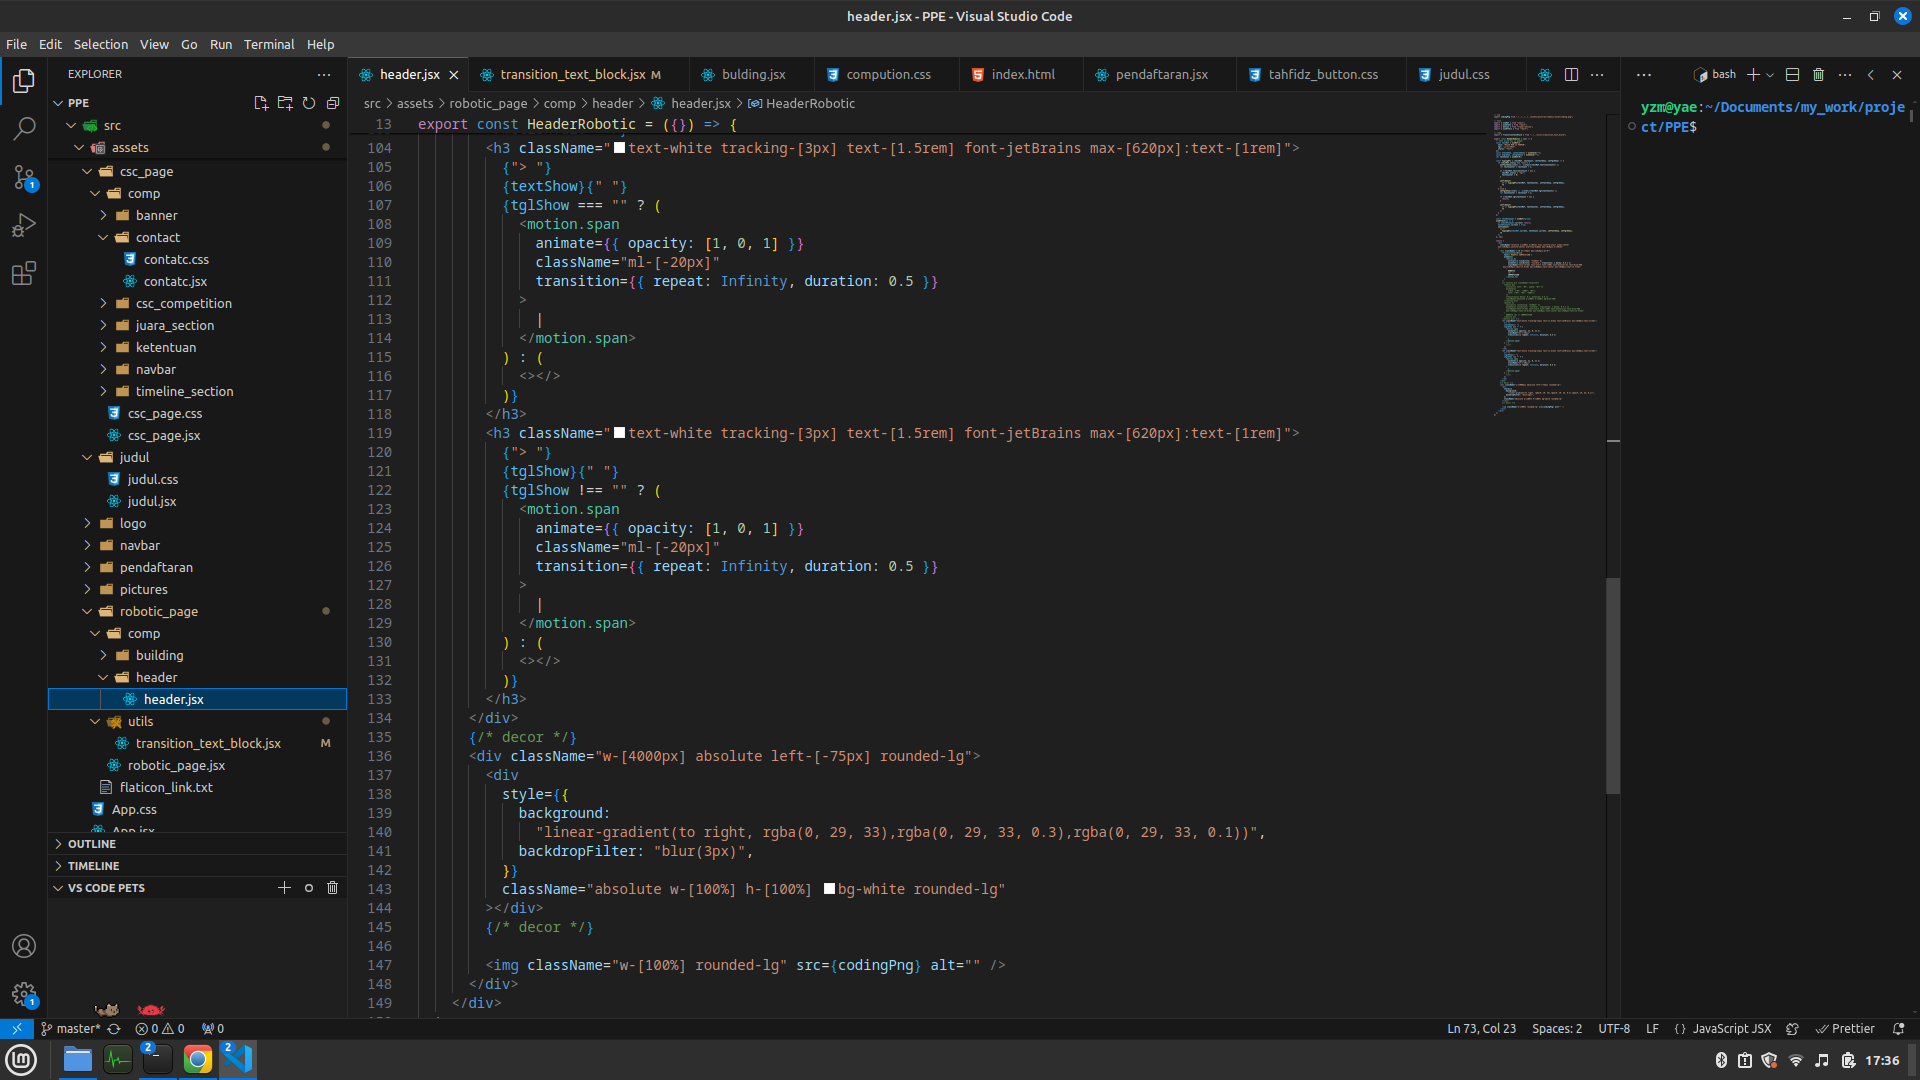 header.jsx - PPE - Visual Studio Code
File Edit Selection View Go Run Terminal Help
EXPLORER
header.jsx
transition_text_block.jsx M
bulding.jsx
compution.css
index.html
pendaftaran.jsx
tahfidz_button.css
judul.css
bash
PPE
src
assets
csc_page
comp
banner
contact
contatc.css
contatc.jsx
csc_competition
juara_section
ketentuan
navbar
timeline_section
csc_page.css
csc_page.jsx
judul
judul.css
judul.jsx
logo
navbar
pendaftaran
pictures
robotic_page
comp
building
header
header.jsx
utils
transition_text_block.jsx M
robotic_page.jsx
flaticon_link.txt
App.css
App.jsx
OUTLINE
TIMELINE
VS CODE PETS
src > assets > robotic_page > comp > header > header.jsx > HeaderRobotic
13 export const HeaderRobotic = ({}) => {
104 <h3 className="text-white tracking-[3px] text-[1.5rem] font-jetBrains max-[620px]:text-[1rem]">
105 {"> "}
106 {textShow}{" "}
107 {tglShow === "" ? (
108 <motion.span
109 animate={{ opacity: [1, 0, 1] }}
110 className="ml-[-20px]"
111 transition={{ repeat: Infinity, duration: 0.5 }}
112 >
113 |
114 </motion.span>
115 ) : (
116 <></>
117 )}
118 </h3>
119 <h3 className="text-white tracking-[3px] text-[1.5rem] font-jetBrains max-[620px]:text-[1rem]">
120 {"> "}
121 {tglShow}{" "}
122 {tglShow !== "" ? (
123 <motion.span
124 animate={{ opacity: [1, 0, 1] }}
125 className="ml-[-20px]"
126 transition={{ repeat: Infinity, duration: 0.5 }}
127 >
128 |
129 </motion.span>
130 ) : (
131 <></>
132 )}
133 </h3>
134 </div>
135 {/* decor */}
136 <div className="w-[4000px] absolute left-[-75px] rounded-lg">
137 <div
138 style={{
139 background:
140 "linear-gradient(to right, rgba(0, 29, 33),rgba(0, 29, 33, 0.3),rgba(0, 29, 33, 0.1))",
141 backdropFilter: "blur(3px)",
142 }}
143 className="absolute w-[100%] h-[100%] bg-white rounded-lg"
144 ></div>
145 {/* decor */}
146
147 <img className="w-[100%] rounded-lg" src={codingPng} alt="" />
148 </div>
149 </div>
yzm@yae:~/Documents/my_work/proje
ct/PPE$
1
1
master* 0 0 0
Ln 73, Col 23 Spaces: 2 UTF-8 LF {} JavaScript JSX Prettier
2
2
17:36